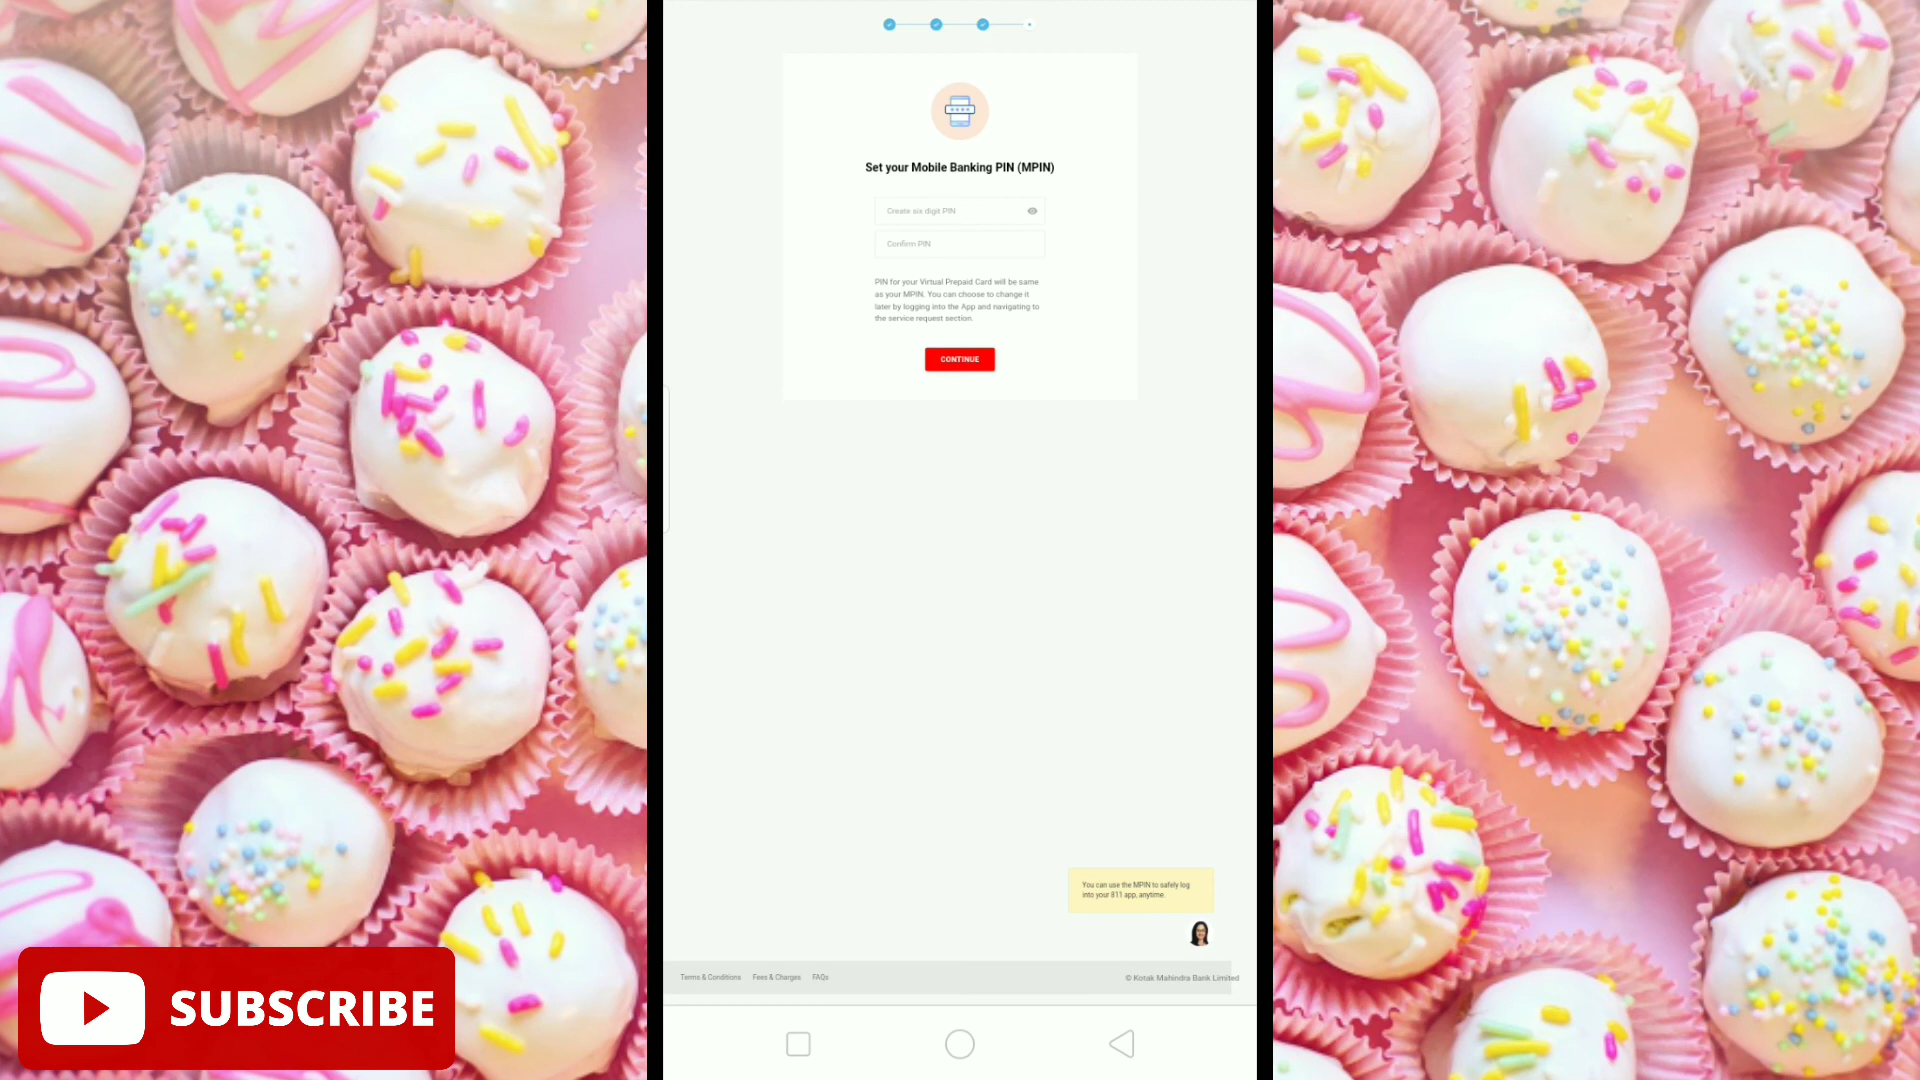 Set your Mobile Banking PIN (MPIN)
Create six digit PIN
Confirm PIN
PIN for your Virtual Prepaid Card will be same
as your MPIN. You can choose to change it
later by logging into the App and navigating to
the service request section.
CONTINUE
You can use the MPIN to safely log
into your 811 app, anytime.
Terms & Conditions Fees & Charges FAQs © Kotak Mahindra Bank Limited
SUBSCRIBE